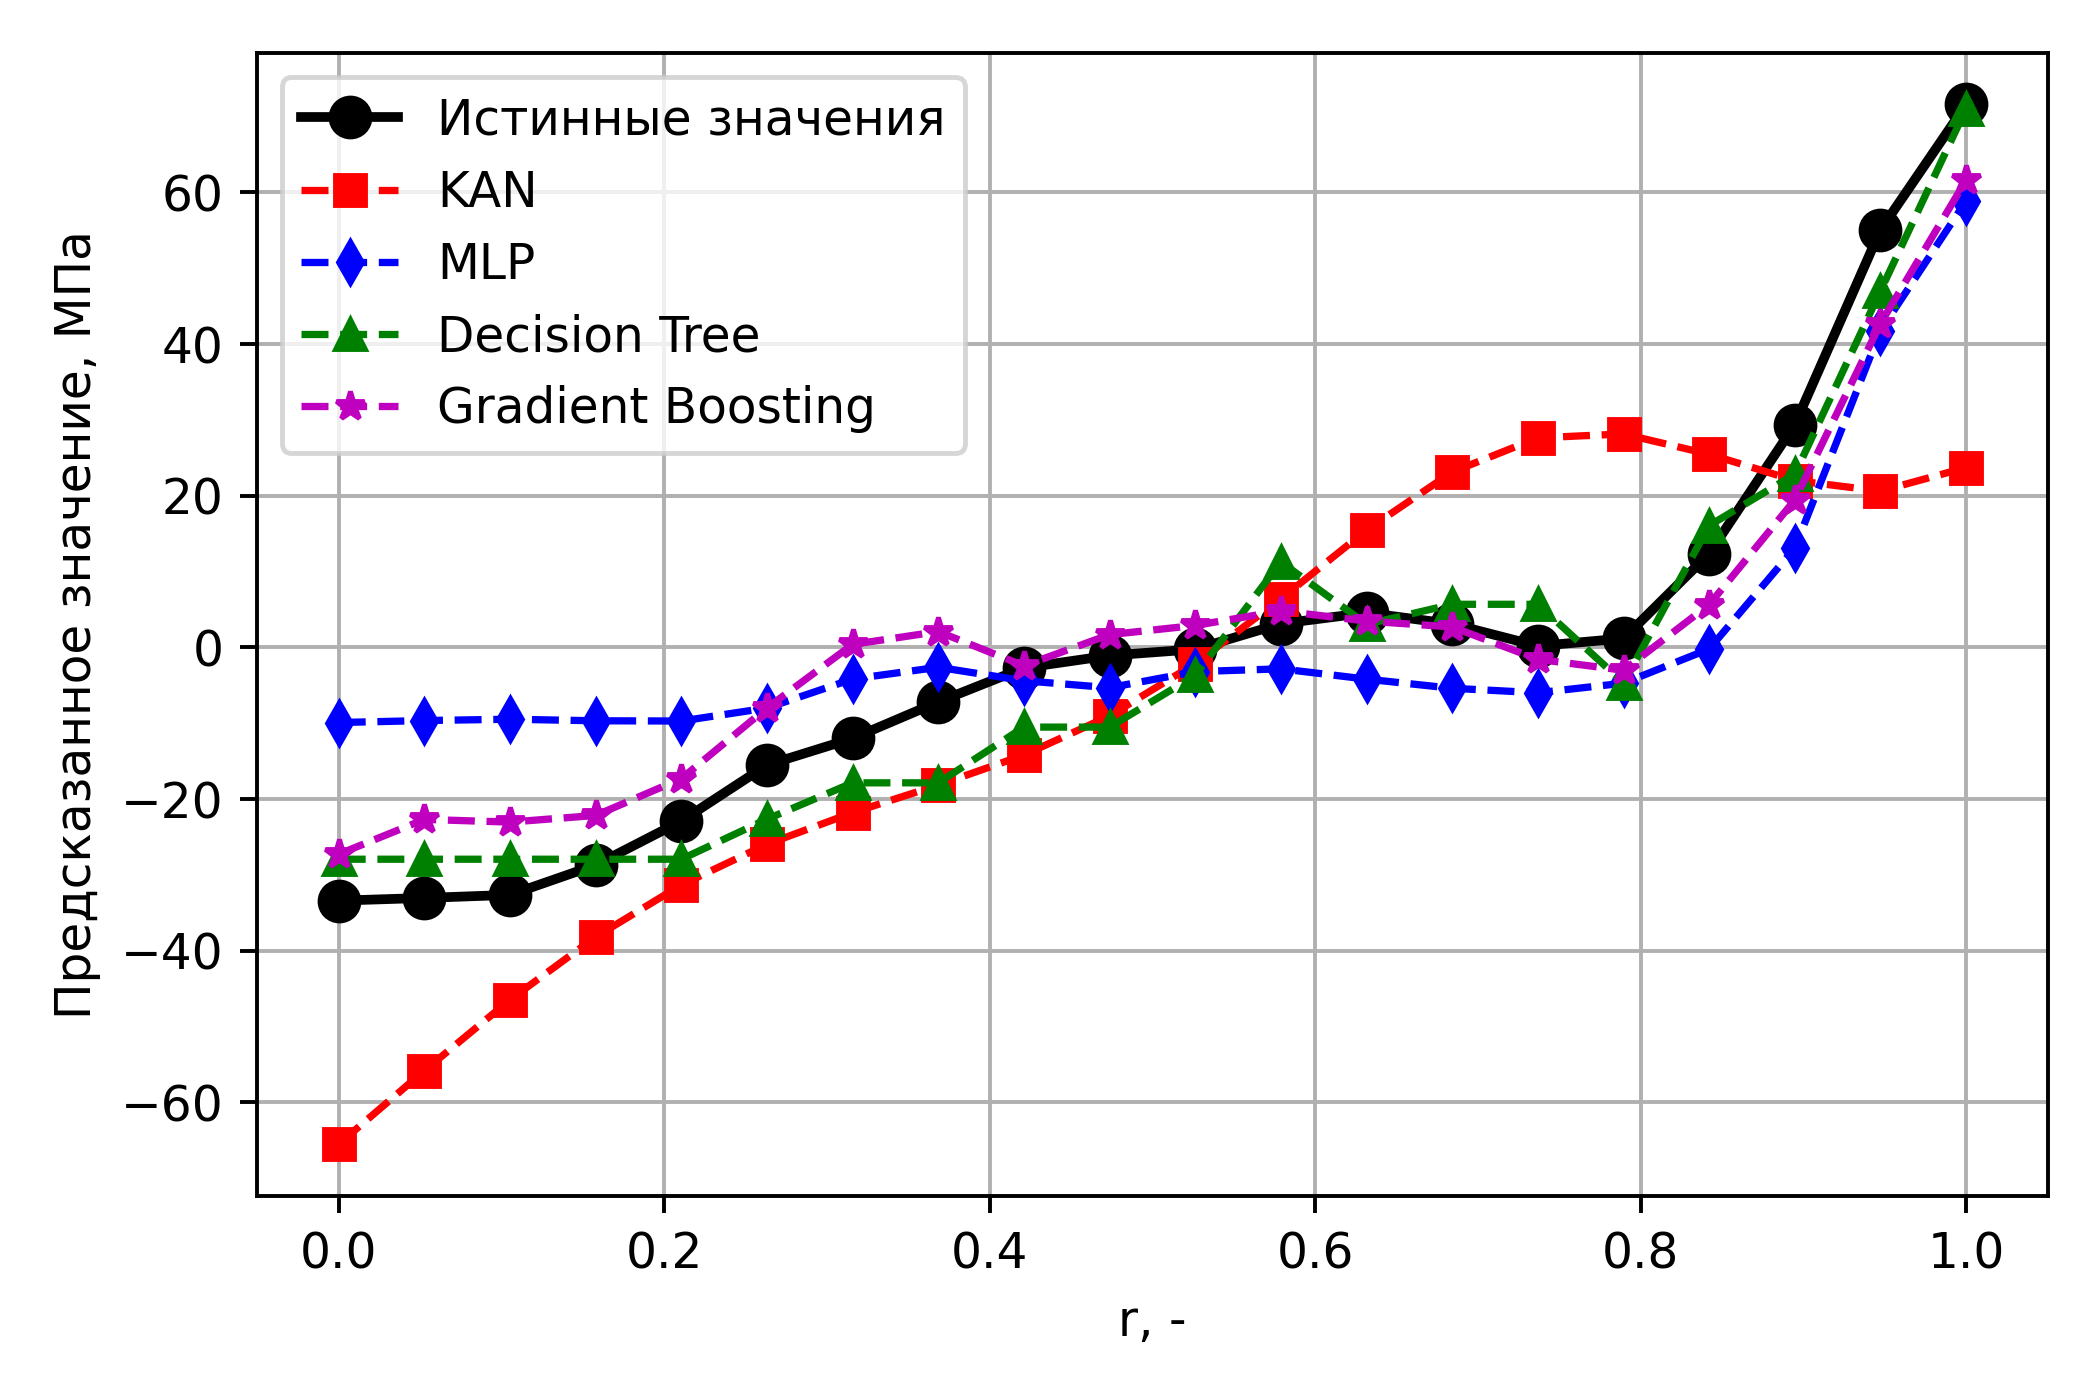 Истинные значения
KAN
MLP
Decision Tree
Gradient Boosting
Предсказанное значение, МПа
60
40
20
0
−20
−40
−60
0.0 0.2 0.4 0.6 0.8 1.0
r, -